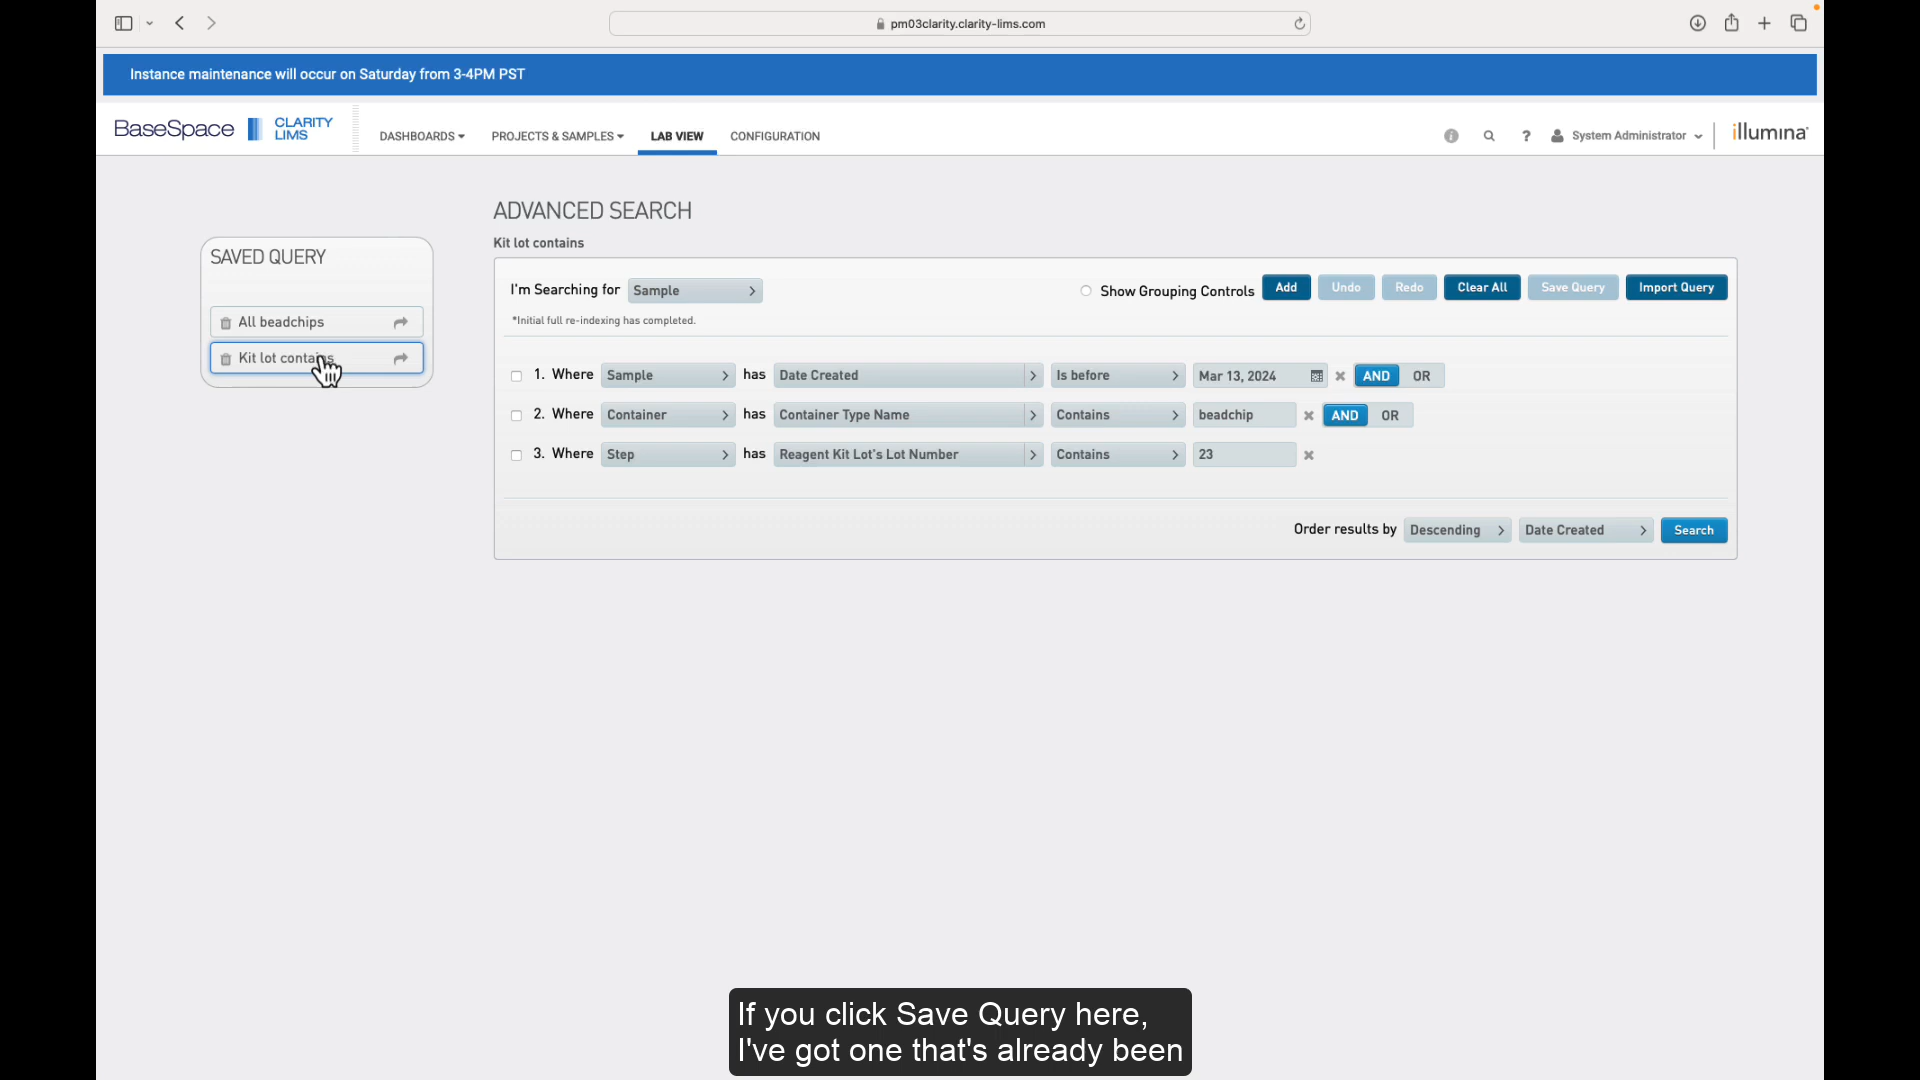 pm03clarity.clarity-lims.com
Instance maintenance will occur on Saturday from 3-4PM PST
BaseSpace CLARITY LIMS DASHBOARDS PROJECTS & SAMPLES LAB VIEW CONFIGURATION ? System Administrator illumina
ADVANCED SEARCH
Kit lot contains
SAVED QUERY
All beadchips
Kit lot contains
I'm Searching for Sample Show Grouping Controls Add Undo Redo Clear All Save Query Import Query
*Initial full re-indexing has completed.
1. Where Sample has Date Created Is before Mar 13, 2024 AND OR
2. Where Container has Container Type Name Contains beadchip AND OR
3. Where Step has Reagent Kit Lot's Lot Number Contains 23
Order results by Descending Date Created Search
If you click Save Query here,
I've got one that's already been